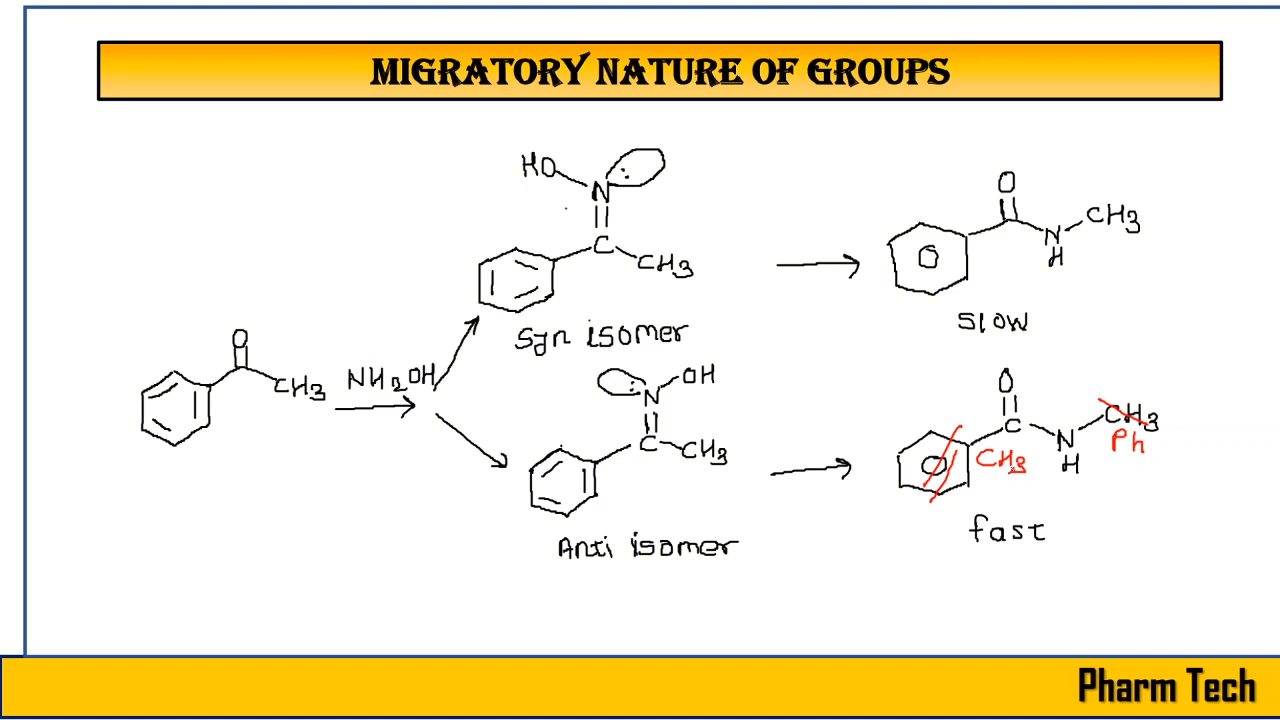 MIGRATORY NATURE OF GROUPS
HO N
C
CH3
Syn isomer
O
CH3
N
H
slow
O
CH3
NH2OH
N OH
C CH3
Anti isomer
O
C
CH3
N
H
CH3
Ph
fast
Pharm Tech